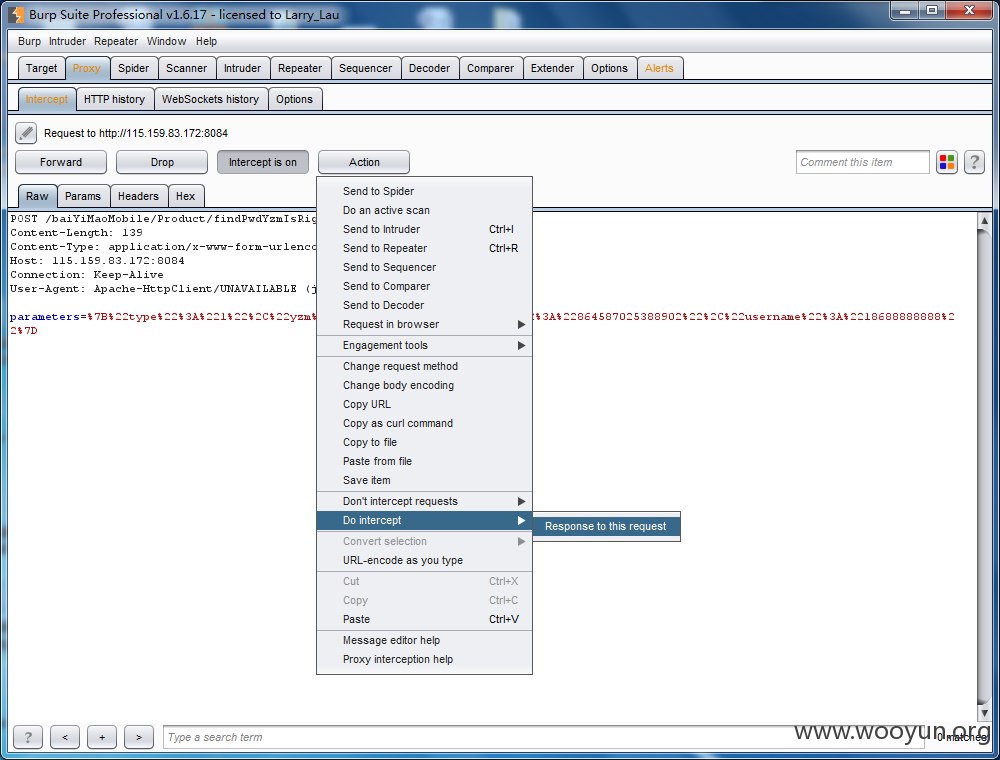 Burp Suite Professional v1.6.17 - licensed to Larry_Lau
Burp Intruder Repeater Window Help
Target Proxy Spider Scanner Intruder Repeater Sequencer Decoder Comparer Extender Options Alerts
Intercept HTTP history WebSockets history Options
Request to http://115.159.83.172:8084
Forward Drop Intercept is on Action Comment this item ?
Raw Params Headers Hex
POST /baiYiMaoMobile/Product/findPwdYzmIsRig
Content-Length: 139
Content-Type: application/x-www-form-urlenco
Host: 115.159.83.172:8084
Connection: Keep-Alive
User-Agent: Apache-HttpClient/UNAVAILABLE (j
parameters=%7B%22type%22%3A%221%22%2C%22yzm% %3A%22864587025388902%22%2C%22username%22%3A%2218688888888%2
2%7D
Send to Spider
Do an active scan
Send to Intruder Ctrl+I
Send to Repeater Ctrl+R
Send to Sequencer
Send to Comparer
Send to Decoder
Request in browser
Engagement tools
Change request method
Change body encoding
Copy URL
Copy as curl command
Copy to file
Paste from file
Save item
Don't intercept requests
Do intercept
Response to this request
Convert selection
URL-encode as you type
Cut Ctrl+X
Copy Ctrl+C
Paste Ctrl+V
Message editor help
Proxy interception help
? < + > Type a search term 0 matches
www.wooyun.org